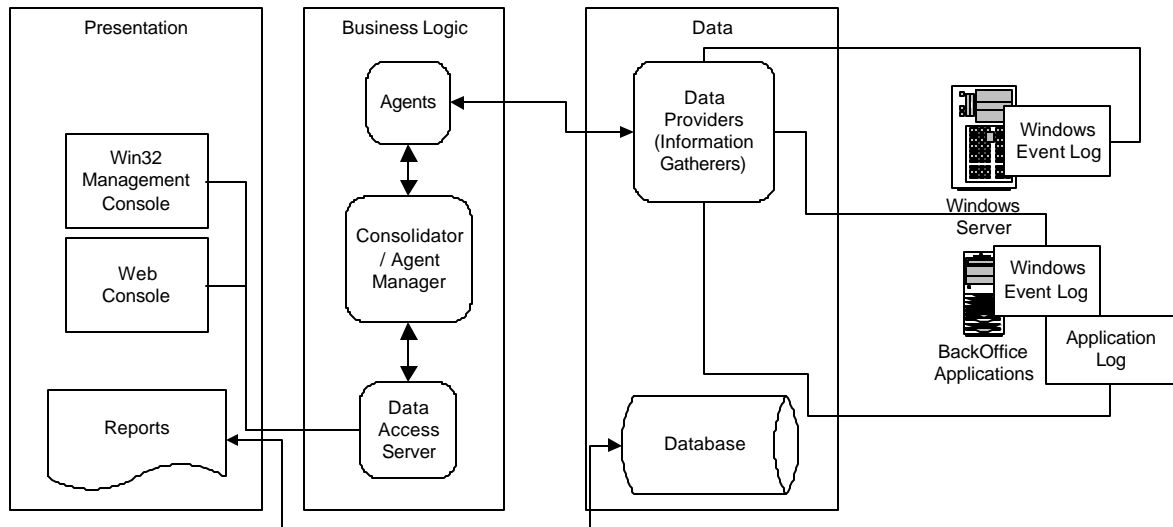 Presentation
Business Logic
Data
Win32
Management
Console
Web
Console
Reports
Agents
Consolidator
/ Agent
Manager
Data
Access
Server
Data
Providers
(Information
Gatherers)
Database
Windows
Event Log
Windows
Server
Windows
Event Log
BackOffice
Applications
Application
Log